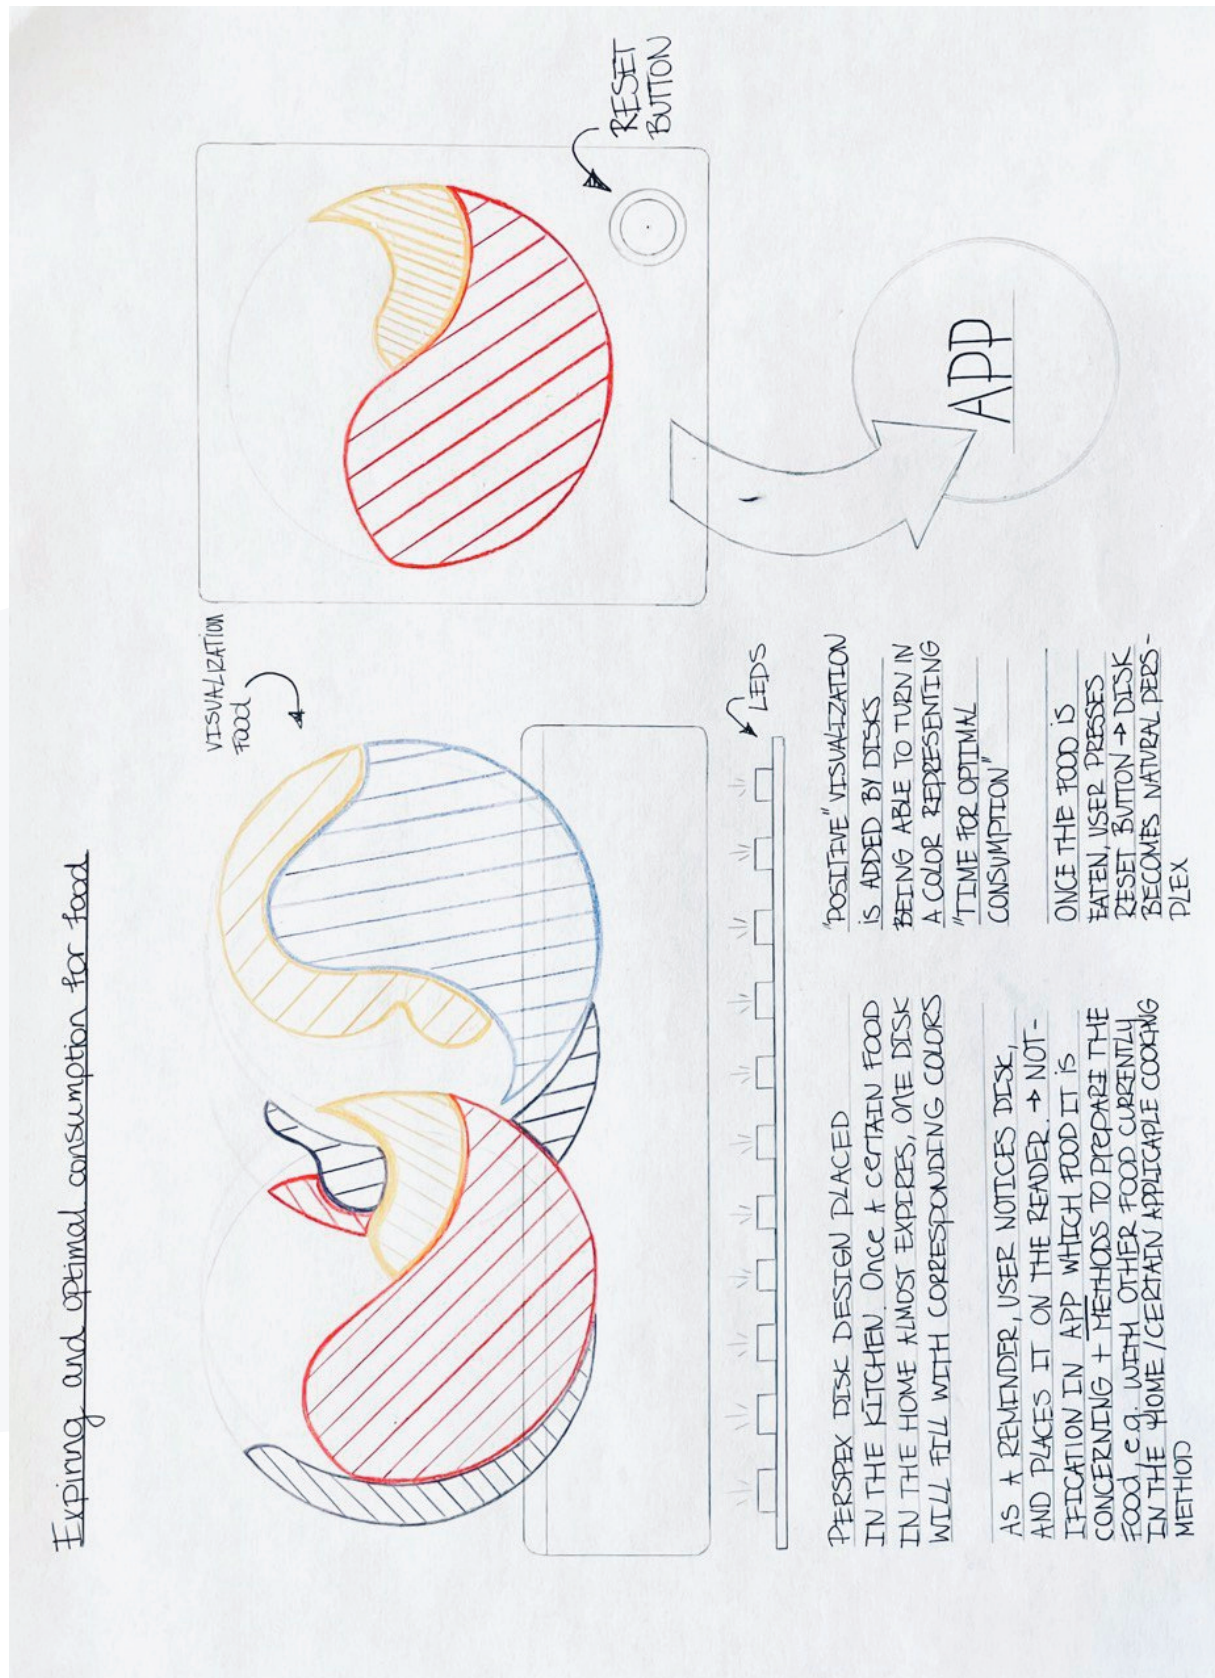 Expiring and optimal consumption for food
VISUALIZATION
FOOD
RESET
BUTTON
LEDS
APP
PERSPEX DISK DESIGN PLACED
IN THE KITCHEN. Once A CERTAIN FOOD
IN THE HOME ALMOST EXPIRES, ONE DISK
WILL FILL WITH CORRESPONDING COLORS
AS A REMINDER, USER NOTICES DISK,
AND PLACES IT ON THE READER. → NOT-
IFICATION IN APP WHICH FOOD IT IS
CONCERNING + METHODS TO PREPARE THE
FOOD, e.g. WITH OTHER FOOD CURRENTLY
IN THE HOME / CERTAIN APPLICAPLE COOKING
METHOD
"POSITIVE" VISUALIZATION
IS ADDED BY DISKS
BEING ABLE TO TURN IN
A COLOR REPRESENTING
"TIME FOR OPTIMAL
CONSUMPTION"
ONCE THE FOOD IS
EATEN, USER PRESSES
RESET BUTTON → DISK
BECOMES NATURAL PERS-
PLEX